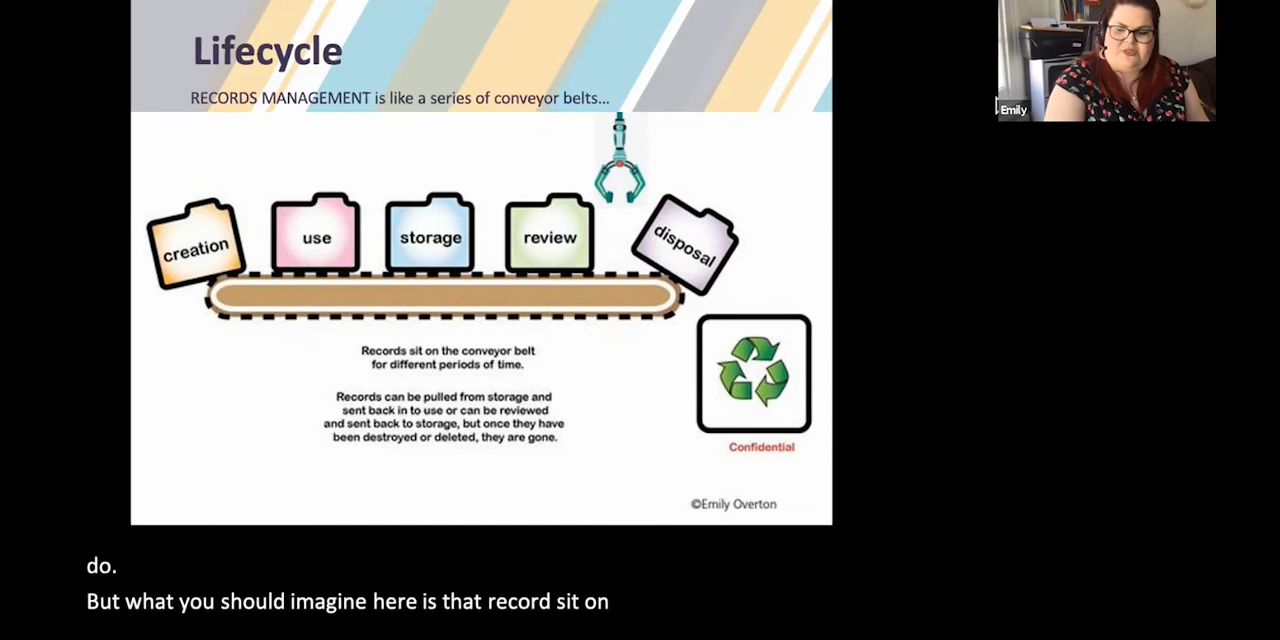 Lifecycle
RECORDS MANAGEMENT is like a series of conveyor belts...
Emily
creation
use
storage
review
disposal
Records sit on the conveyor belt
for different periods of time.
Records can be pulled from storage and
sent back in to use or can be reviewed
and sent back to storage, but once they have
been destroyed or deleted, they are gone.
Confidential
©Emily Overton
do.
But what you should imagine here is that record sit on